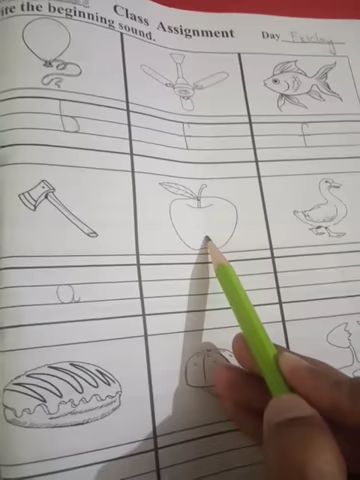 Class Assignment
ite the beginning sound.
Day Friday
b f f
a